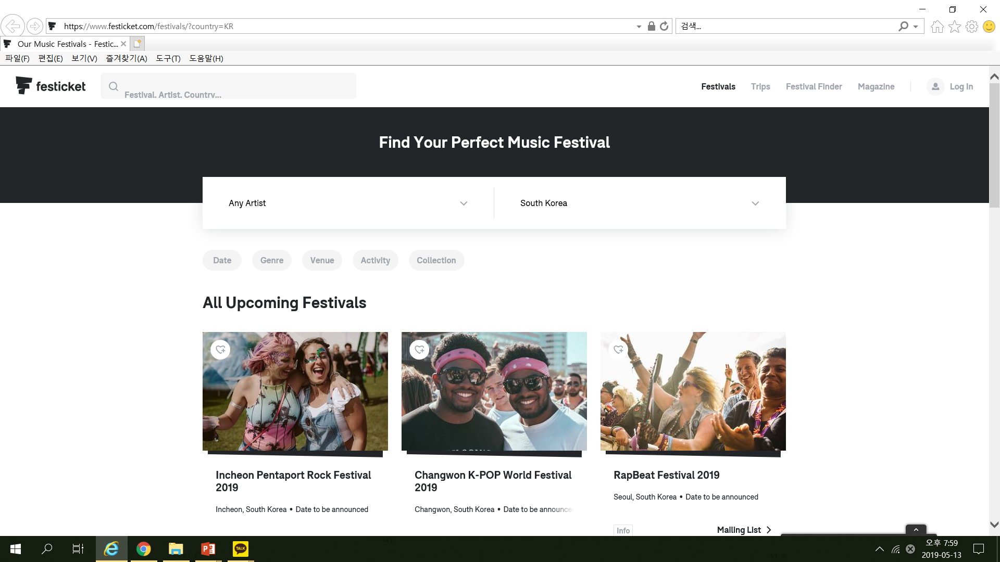 https://www.festicket.com/festivals/?country=KR
검색...
Our Music Festivals - Festic...
파일(F) 편집(E) 보기(V) 즐겨찾기(A) 도구(T) 도움말(H)
festicket
Festival, Artist, Country...
Festivals Trips Festival Finder Magazine Log In
Find Your Perfect Music Festival
Any Artist
South Korea
Date Genre Venue Activity Collection
All Upcoming Festivals
Incheon Pentaport Rock Festival
2019
Incheon, South Korea • Date to be announced
Changwon K-POP World Festival
2019
Changwon, South Korea • Date to be announce
RapBeat Festival 2019
Seoul, South Korea • Date to be announced
Info
Mailing List
TALK
오후 7:59
2019-05-13